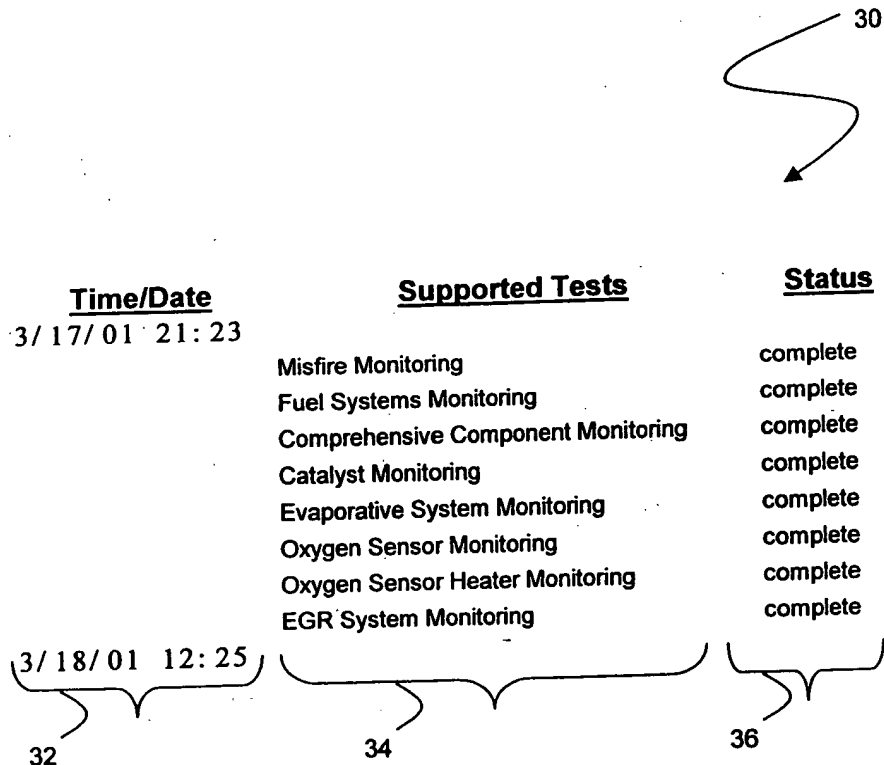 30
Time/Date Supported Tests Status
3/17/01 21:23
Misfire Monitoring complete
Fuel Systems Monitoring complete
Comprehensive Component Monitoring complete
Catalyst Monitoring complete
Evaporative System Monitoring complete
Oxygen Sensor Monitoring complete
Oxygen Sensor Heater Monitoring complete
EGR System Monitoring complete
3/18/01 12:25
32 34 36